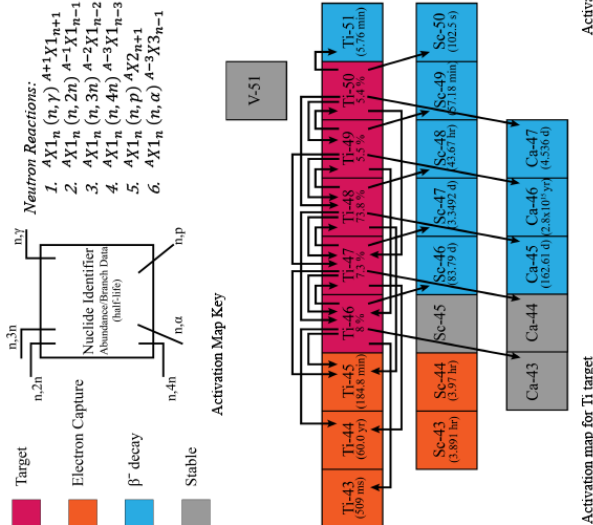 Target
Electron Capture
β⁻ decay
Stable
n,2n
n,3n
n,γ
Nuclide Identifier
Abundance/Branch Data
(half-life)
n,4n
n,α
n,p
Activation Map Key
Neutron Reactions:
1. ᴬX1ₙ (n, γ) ᴬ⁺¹X1ₙ₊₁
2. ᴬX1ₙ (n, 2n) ᴬ⁻¹X1ₙ₋₁
3. ᴬX1ₙ (n, 3n) ᴬ⁻²X1ₙ₋₂
4. ᴬX1ₙ (n, 4n) ᴬ⁻³X1ₙ₋₃
5. ᴬX1ₙ (n, p) ᴬX2ₙ₊₁
6. ᴬX1ₙ (n, α) ᴬ⁻³X3ₙ₋₁
V-51
Ti-43
(509 ms)
Ti-44
(60.0 yr)
Ti-45
(184.8 min)
Ti-46
8 %
Ti-47
7.3 %
Ti-48
73.8 %
Ti-49
5.5 %
Ti-50
5.4 %
Ti-51
(5.76 min)
Sc-43
(3.891 hr)
Sc-44
(3.97 hr)
Sc-45
Sc-46
(83.79 d)
Sc-47
(3.3492 d)
Sc-48
(43.67 hr)
Sc-49
(57.18 min)
Sc-50
(102.5 s)
Ca-43
Ca-44
Ca-45
(162.61 d)
Ca-46
Ca-47
(4.536 d)
Activation map for Ti target